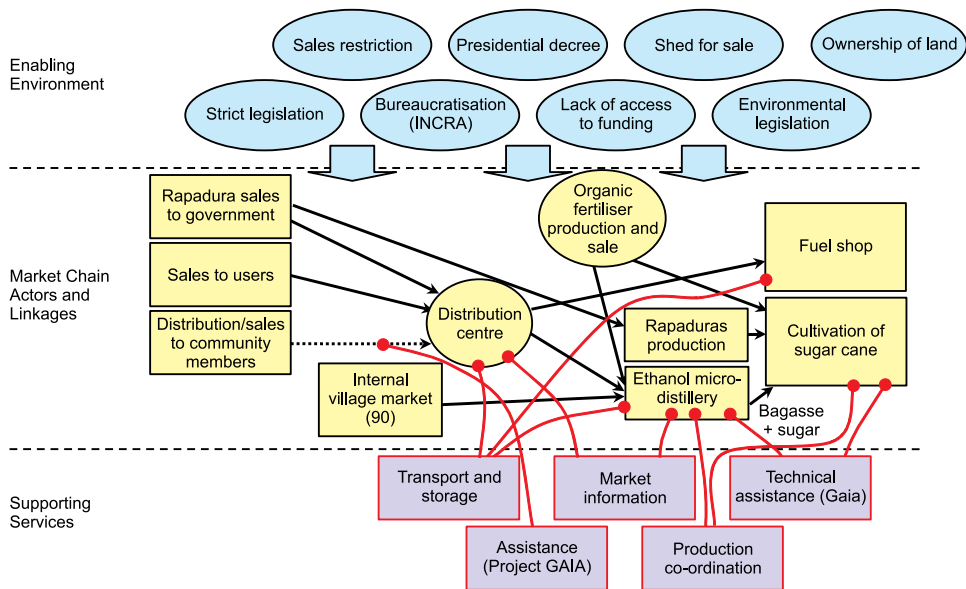 Enabling
Environment
Sales restriction
Presidential decree
Shed for sale
Ownership of land
Strict legislation
Bureaucratisation
(INCRA)
Lack of access
to funding
Environmental
legislation
Market Chain
Actors and
Linkages
Rapadura sales
to government
Sales to users
Distribution/sales
to community
members
Internal
village market
(90)
Distribution
centre
Organic
fertiliser
production and
sale
Rapaduras
production
Ethanol micro-
distillery
Fuel shop
Cultivation of
sugar cane
Bagasse
+ sugar
Supporting
Services
Transport and
storage
Market
information
Technical
assistance (Gaia)
Assistance
(Project GAIA)
Production
co-ordination